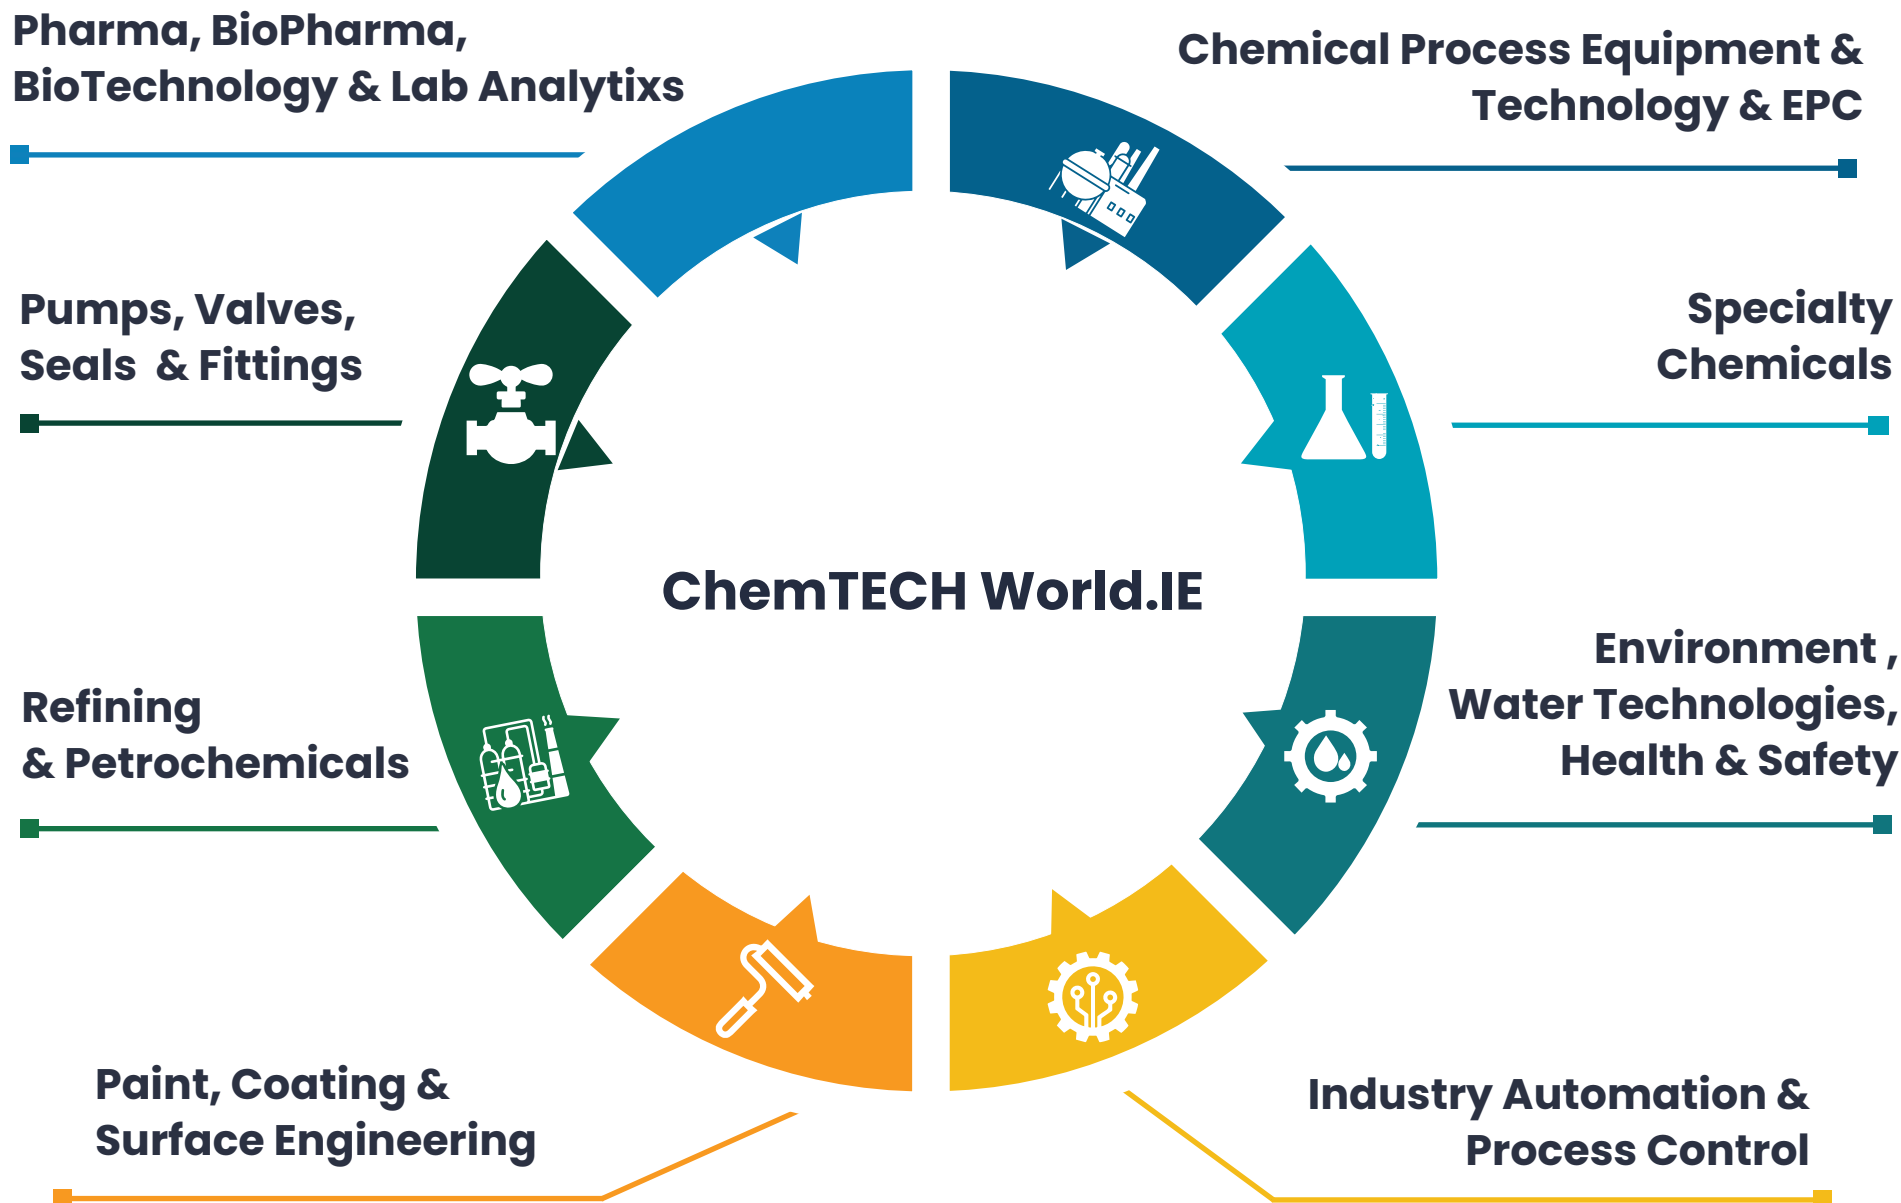 Pharma, BioPharma,
BioTechnology & Lab Analytixs
Chemical Process Equipment &
Technology & EPC
Pumps, Valves,
Seals & Fittings
Specialty
Chemicals
ChemTECH World.IE
Refining
& Petrochemicals
Environment ,
Water Technologies,
Health & Safety
Paint, Coating &
Surface Engineering
Industry Automation &
Process Control